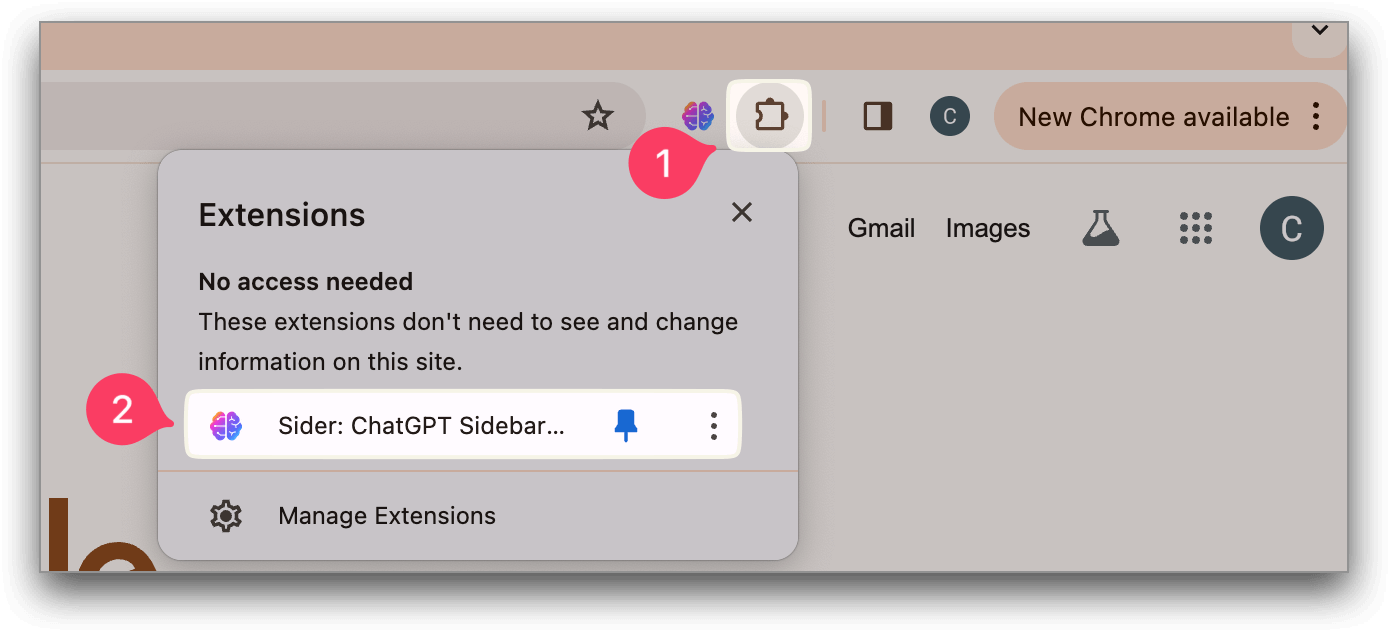 New Chrome available
C
1
Extensions
Gmail
Images
C
No access needed
These extensions don't need to see and change
information on this site.
2
Sider: ChatGPT Sidebar...
Manage Extensions
le